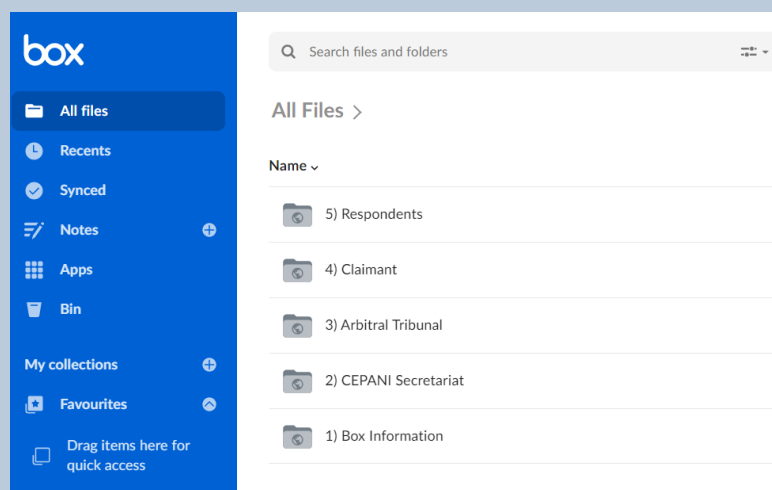 box
All files
Recents
Synced
Notes
Apps
Bin
My collections
Favourites
Drag items here for
quick access
Search files and folders
All Files
Name
5) Respondents
4) Claimant
3) Arbitral Tribunal
2) CEPANI Secretariat
1) Box Information